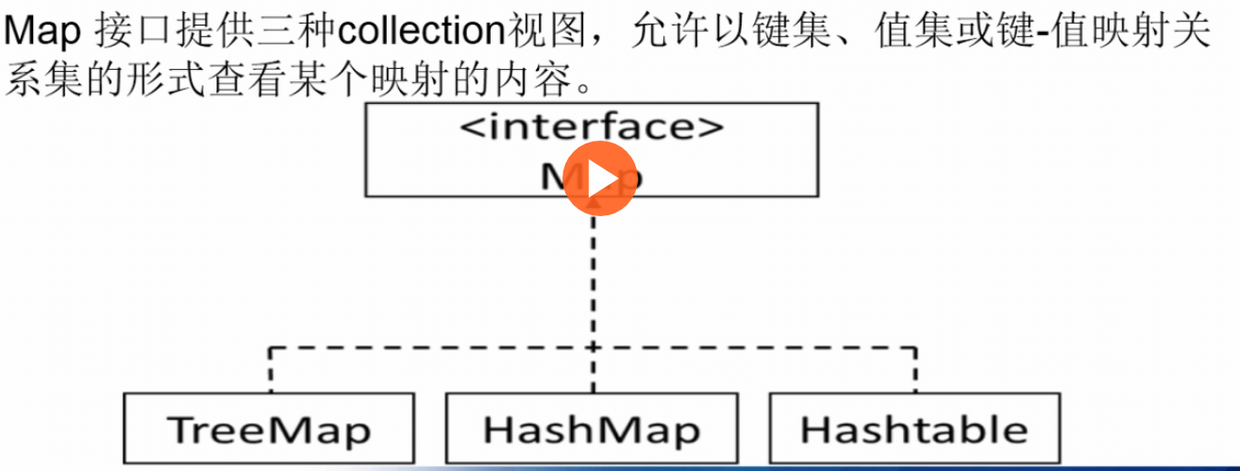 Map 接口提供三种collection视图，允许以键集、值集或键-值映射关
系集的形式查看某个映射的内容。
<interface>
Map
TreeMap
HashMap
Hashtable